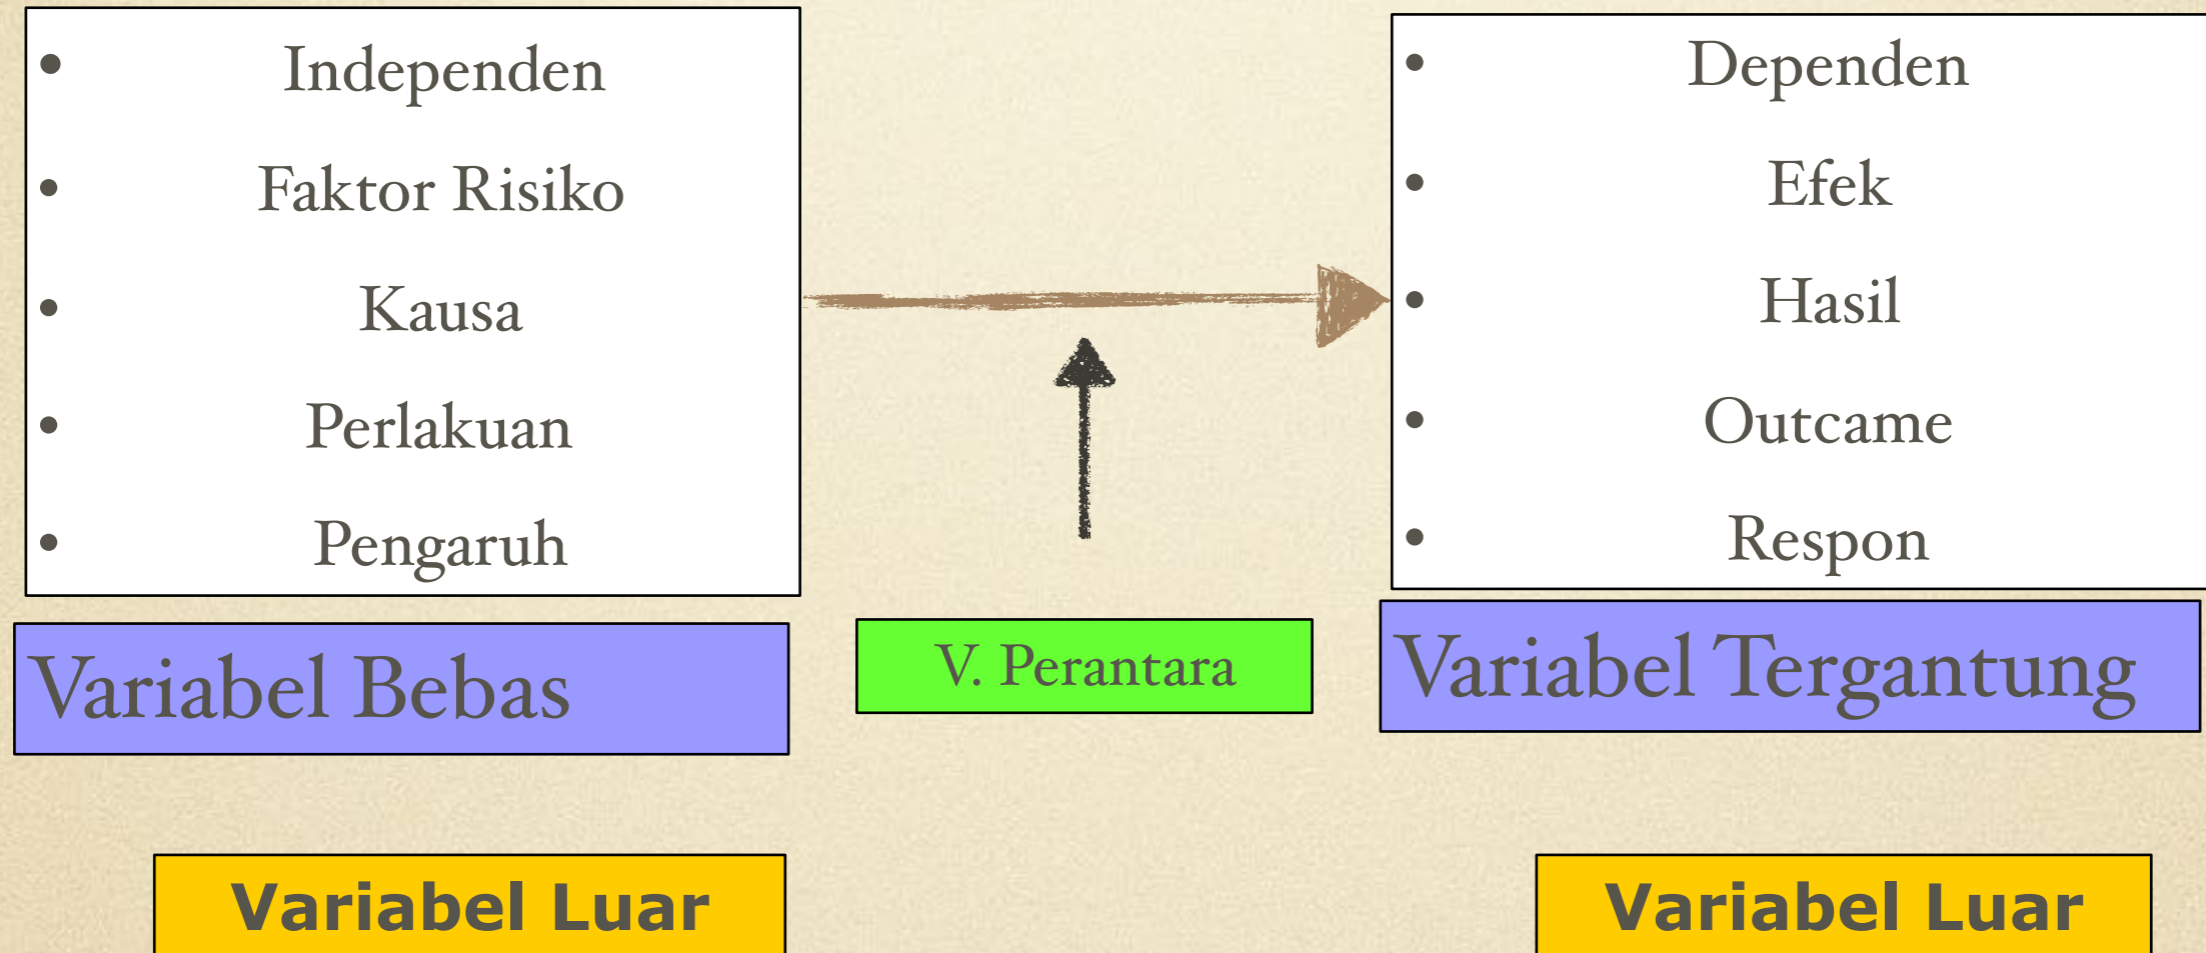 • Independen
• Faktor Risiko
• Kausa
• Perlakuan
• Pengaruh
Variabel Bebas
V. Perantara
• Dependen
• Efek
• Hasil
• Outcame
• Respon
Variabel Tergantung
Variabel Luar
Variabel Luar